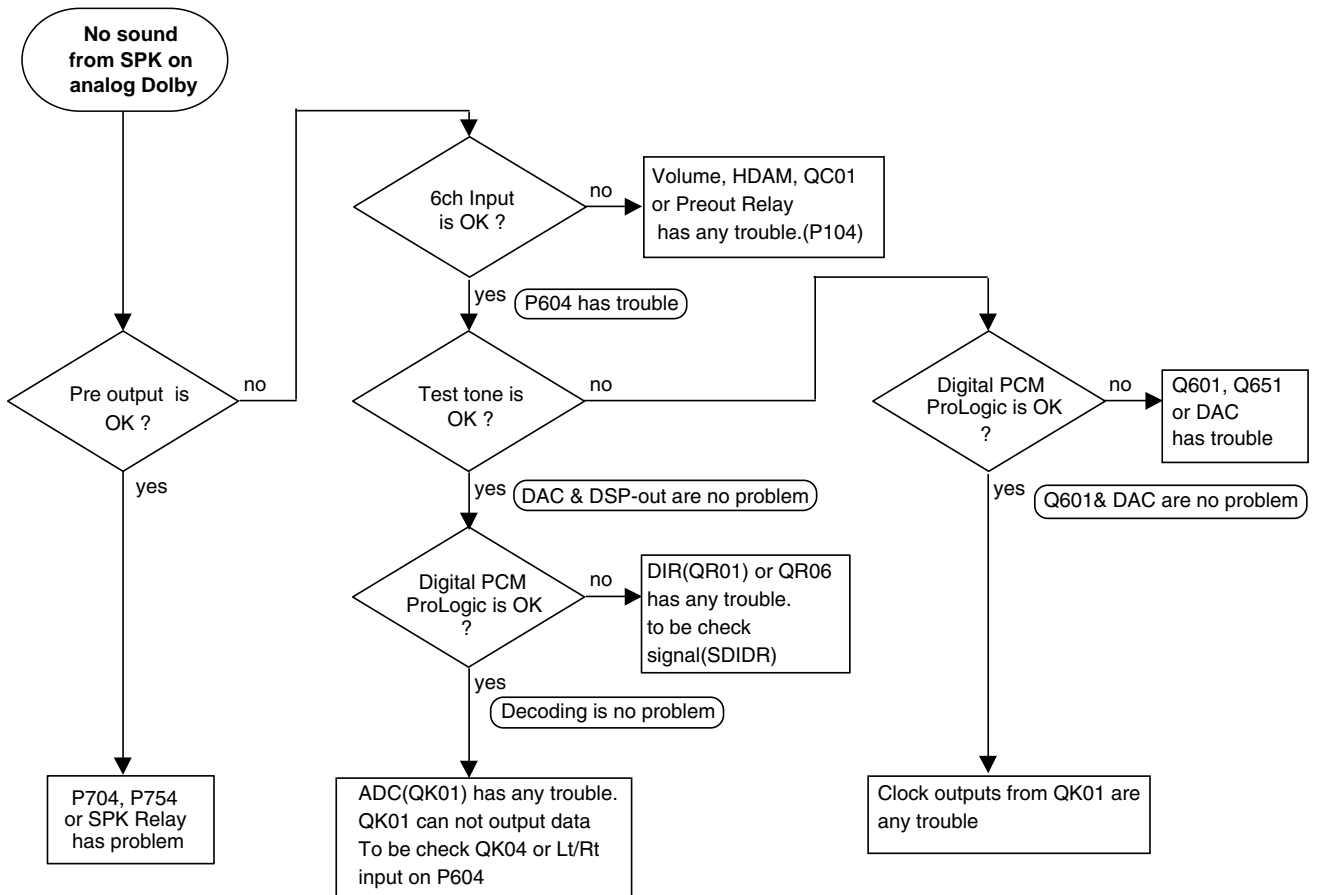 No sound
from SPK on
analog Dolby
Pre output is
OK ?
no
yes
P704, P754
or SPK Relay
has problem
6ch Input
is OK ?
no
Volume, HDAM, QC01
or Preout Relay
has any trouble.(P104)
yes
P604 has trouble
Test tone is
OK ?
no
yes
DAC & DSP-out are no problem
Digital PCM
ProLogic is OK
?
no
DIR(QR01) or QR06
has any trouble.
to be check
signal(SDIDR)
yes
Decoding is no problem
ADC(QK01) has any trouble.
QK01 can not output data
To be check QK04 or Lt/Rt
input on P604
Digital PCM
ProLogic is OK
?
no
Q601, Q651
or DAC
has trouble
yes
Q601& DAC are no problem
Clock outputs from QK01 are
any trouble